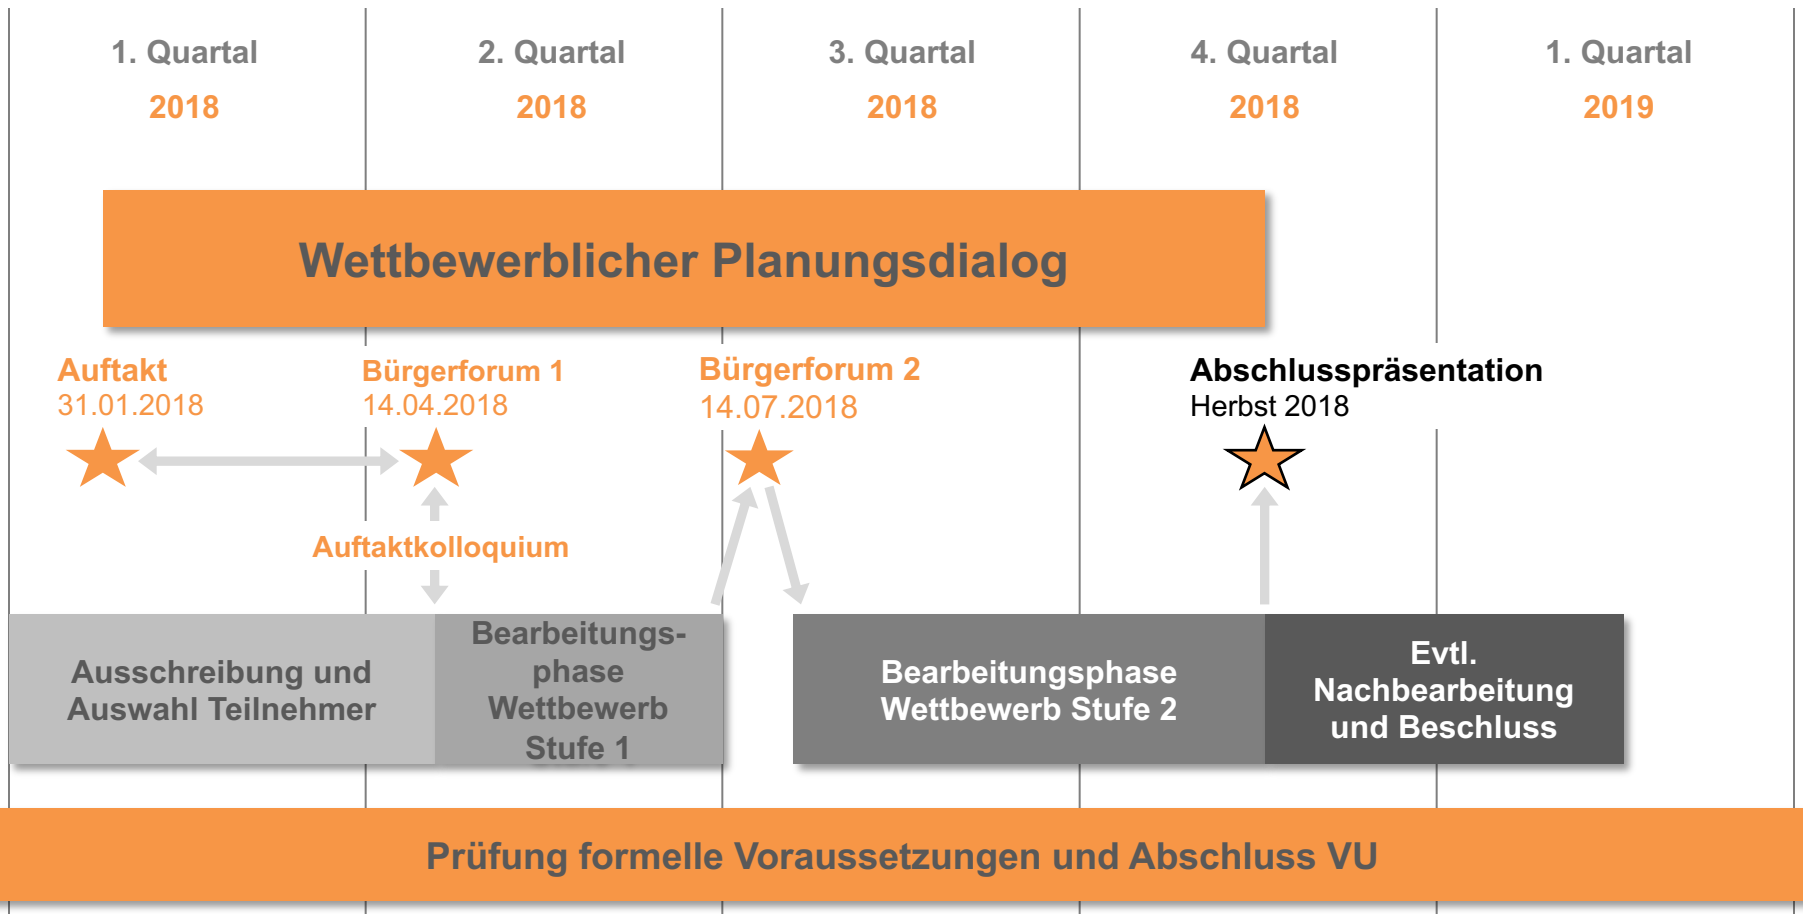 1. Quartal
2018
2. Quartal
2018
3. Quartal
2018
4. Quartal
2018
1. Quartal
2019
Wettbewerblicher Planungsdialog
Auftakt
31.01.2018
Bürgerforum 1
14.04.2018
Bürgerforum 2
14.07.2018
Abschlusspräsentation
Herbst 2018
Auftaktkolloquium
Ausschreibung und
Auswahl Teilnehmer
Bearbeitungs-
phase
Wettbewerb
Stufe 1
Bearbeitungsphase
Wettbewerb Stufe 2
Evtl.
Nachbearbeitung
und Beschluss
Prüfung formelle Voraussetzungen und Abschluss VU